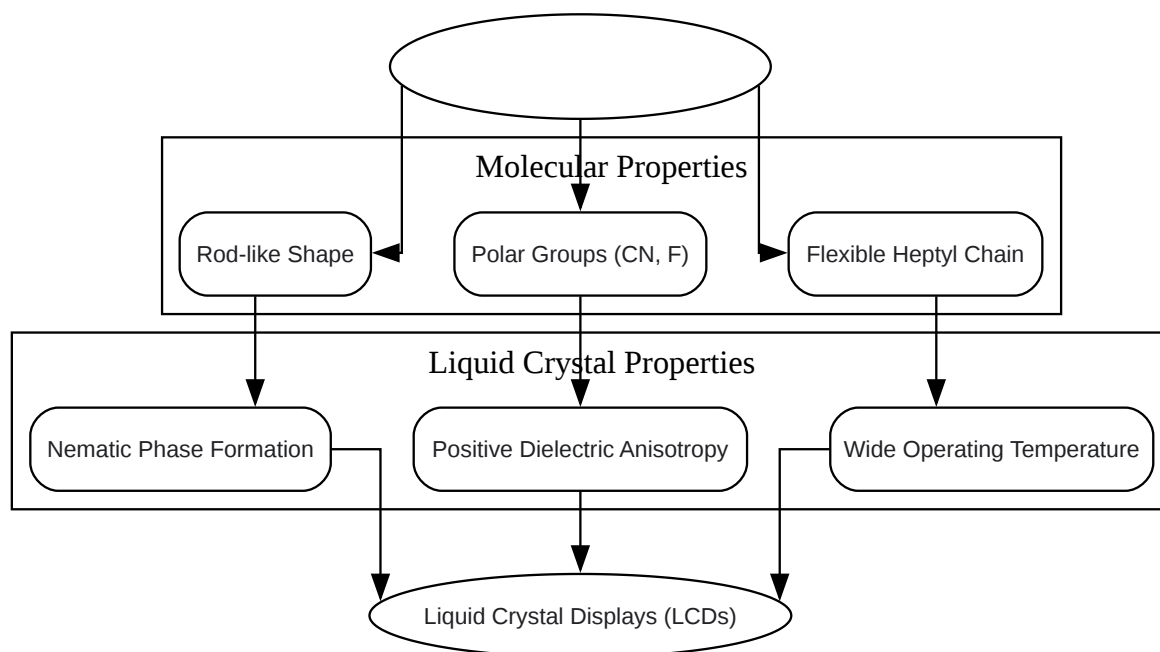 Molecular Properties
Rod-like Shape
Polar Groups (CN, F)
Flexible Heptyl Chain
Liquid Crystal Properties
Nematic Phase Formation
Positive Dielectric Anisotropy
Wide Operating Temperature
Liquid Crystal Displays (LCDs)